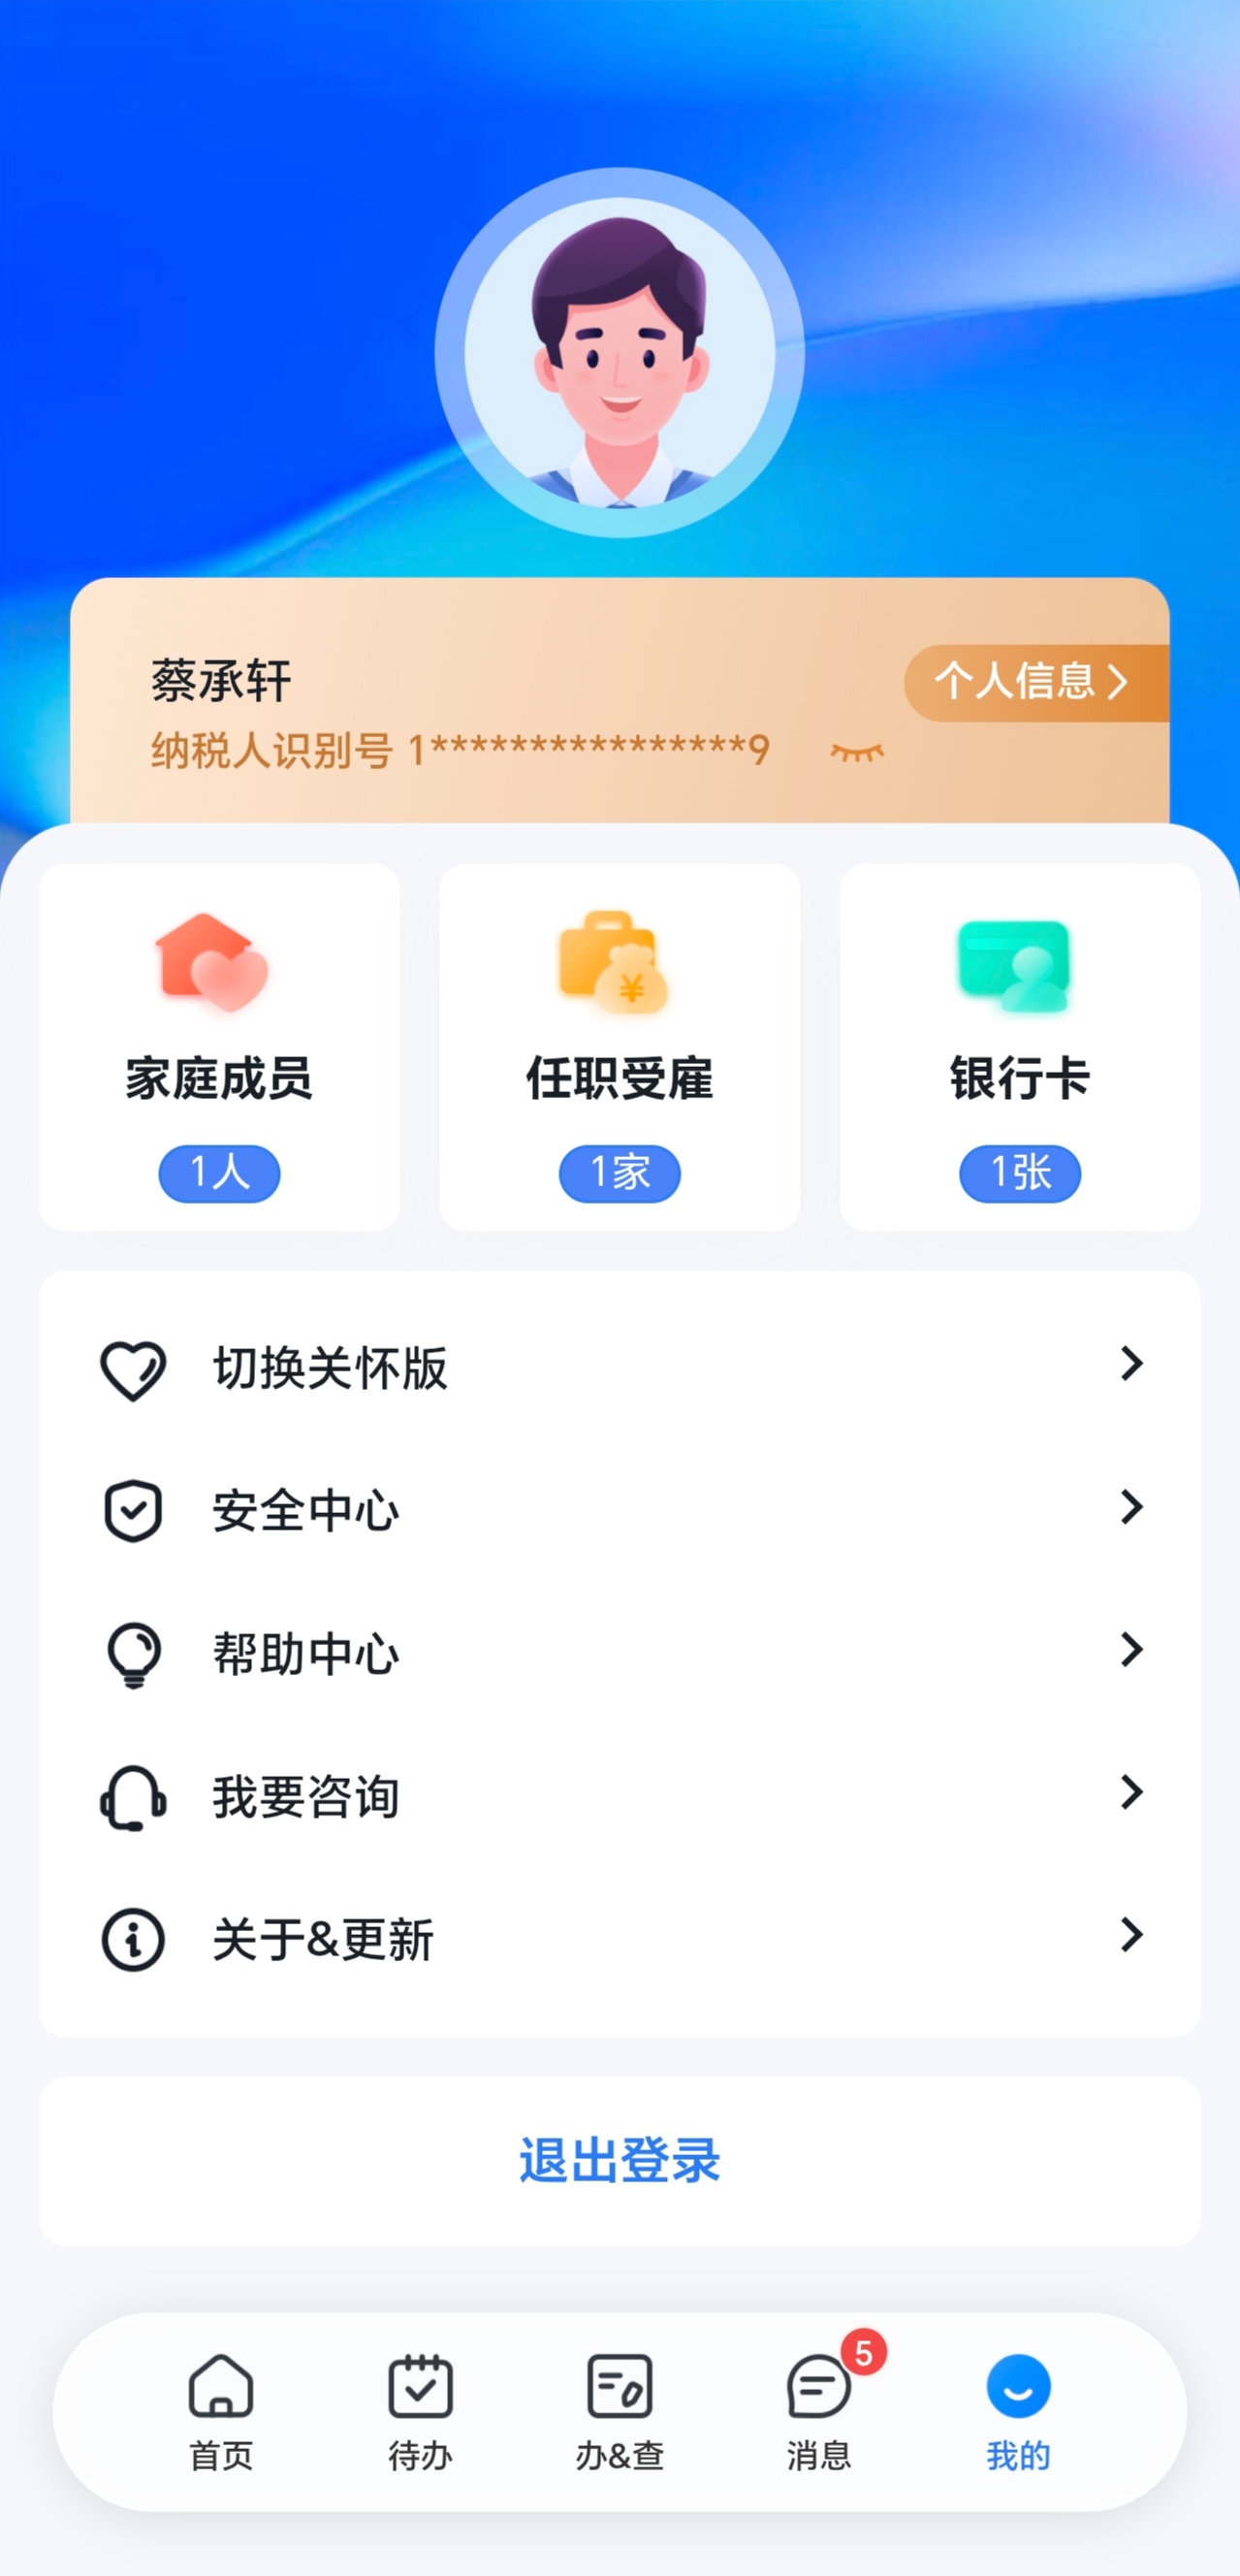 蔡承轩
个人信息
纳税人识别号 1****************9
家庭成员
任职受雇
银行卡
1人
1家
1张
切换关怀版
安全中心
帮助中心
我要咨询
关于&更新
退出登录
5
首页
待办
办&查
消息
我的